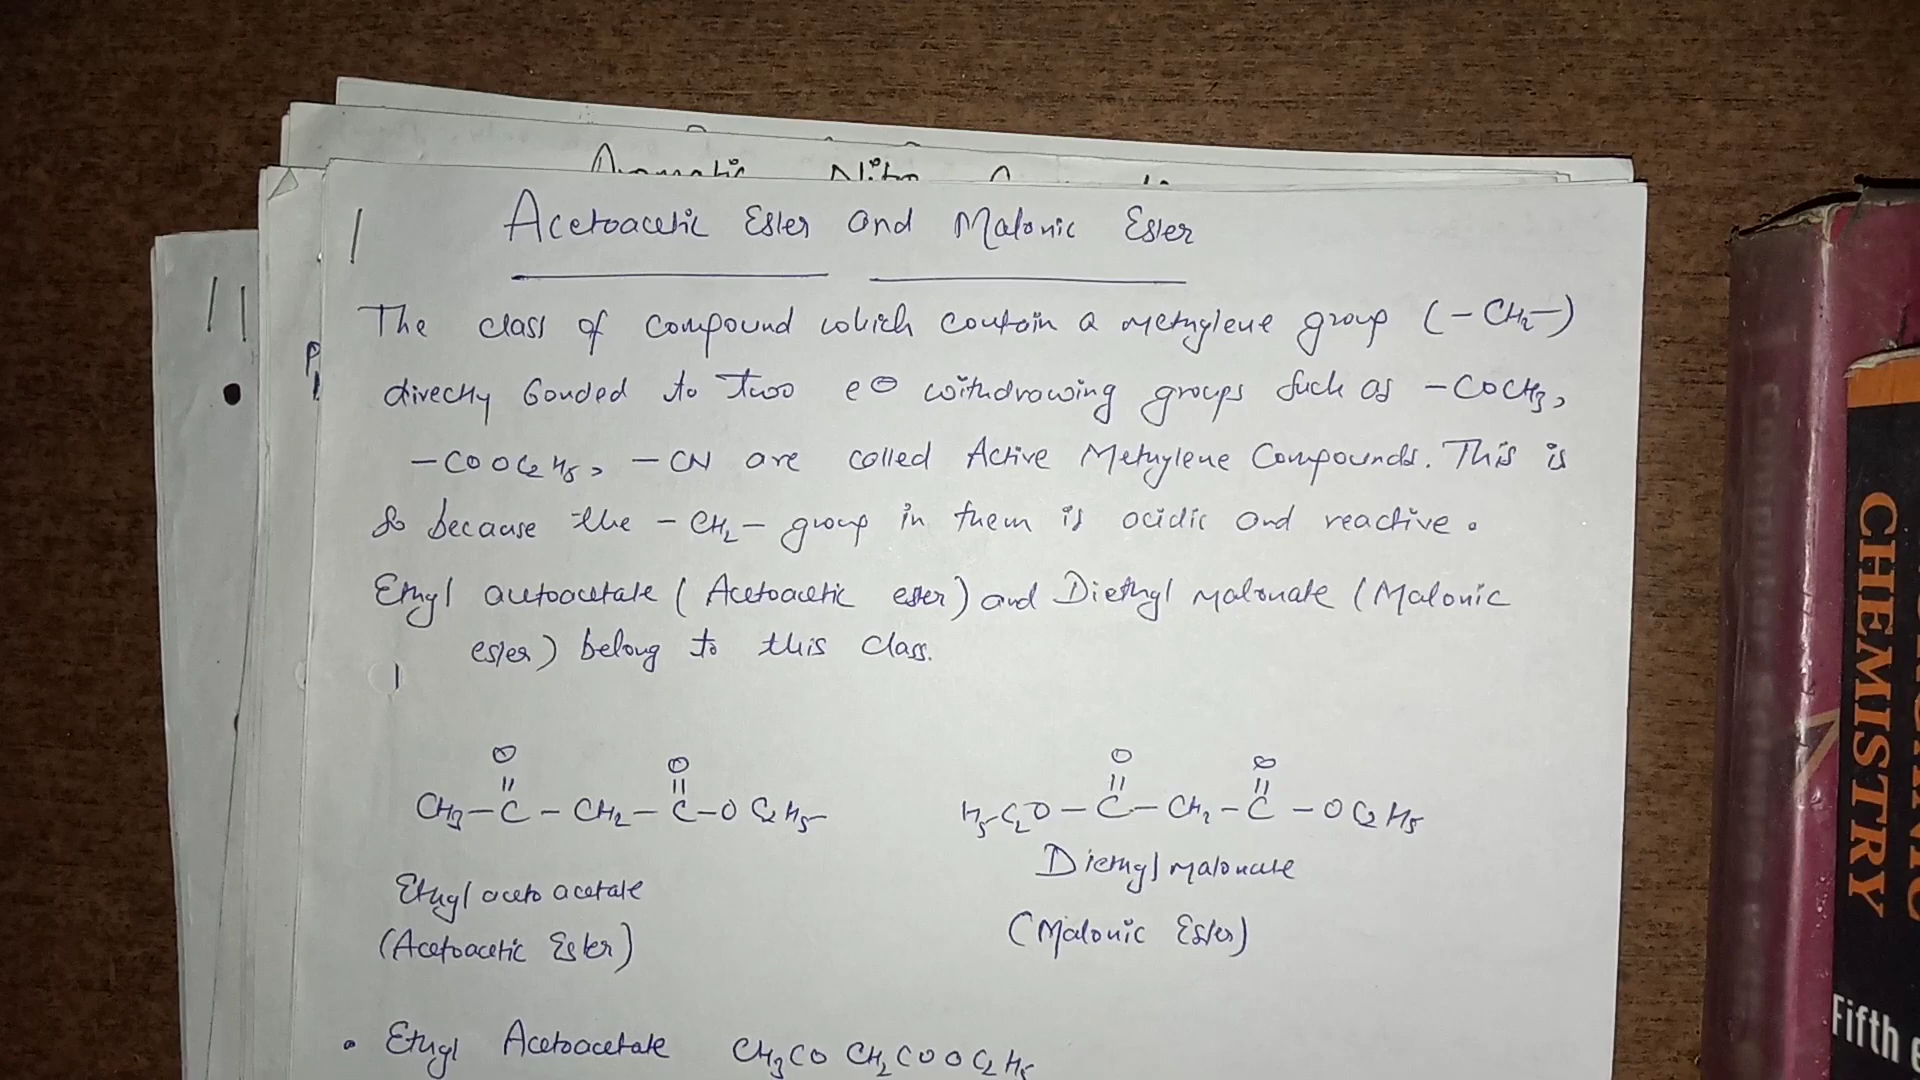 Aromatic Nitro
Acetoacetic Ester and Malonic Ester
The class of compound which contain a methylene group (-CH₂-)
directly bonded to two e⊖ withdrawing groups such as -COCH₃,
-COOC₂H₅, -CN are called Active Methylene Compounds. This is
so because the -CH₂- group in them is acidic and reactive.
Ethyl acetoacetate (Acetoacetic ester) and Diethyl malonate (Malonic
ester) belong to this class.
O O O O
CH₃-C-CH₂-C-OC₂H₅ H₅C₂O-C-CH₂-C-OC₂H₅
Ethyl aceto acetate Diethyl malonate
(Acetoacetic Ester) (Malonic Ester)
• Ethyl Acetoacetate CH₃COCH₂COOC₂H₅
CHEMISTRY
Fifth